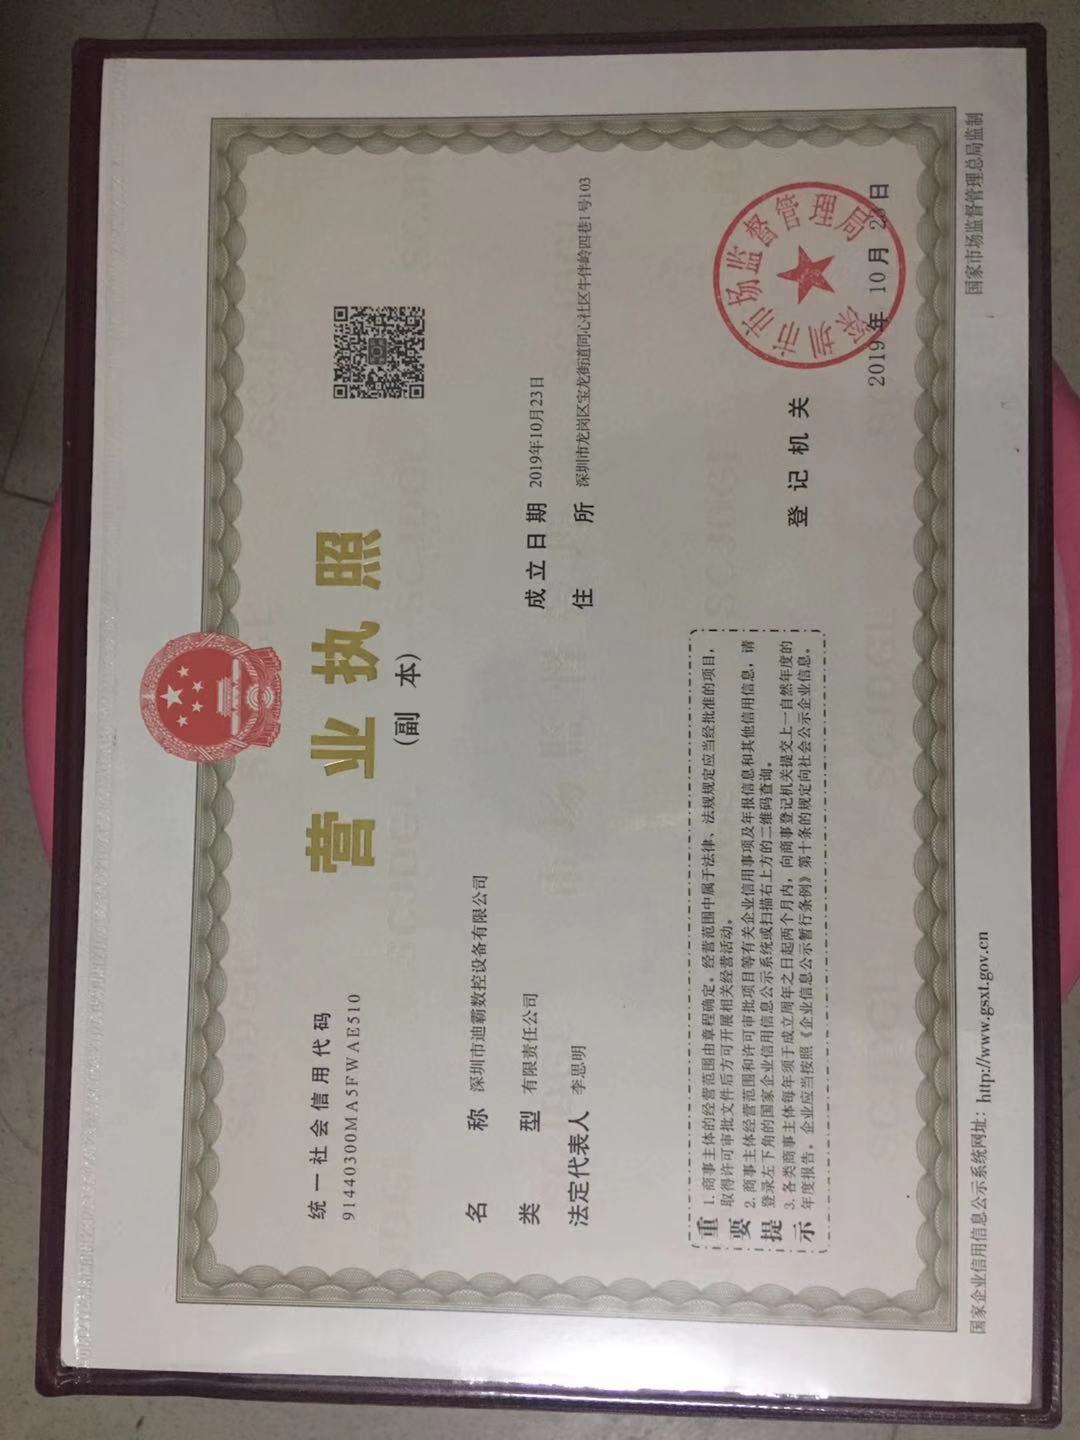 统一社会信用代码
91440300MA5FWAE510
营业执照
(副 本)
名 称 深圳市迪霸数控设备有限公司
类 型 有限责任公司
法定代表人 李思明
成立日期 2019年10月23日
住 所 深圳市龙岗区宝龙街道同心社区牛伴岭四巷1号103
重要提示
1.商事主体的经营范围由章程确定。经营范围中属于法律、法规规定应当经批准的项目，
取得许可审批文件后方可开展相关经营活动。
2.商事主体经营范围和许可审批项目等有关企业信用事项及年报信息和其他信用信息，请
登录左下角的国家企业信用信息公示系统或扫描右上方的二维码查询。
3.各类商事主体每年须于成立周年之日起两个月内，向商事登记机关提交上一自然年度的
年度报告。企业应当按照《企业信息公示暂行条例》第十条的规定向社会公示企业信息。
登记机关
深圳市市场监督管理局
2019年 10月 日
国家企业信用信息公示系统网址：http://www.gsxt.gov.cn
国家市场监督管理总局监制